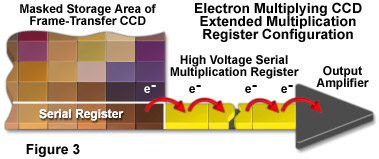 Masked Storage Area of
Frame-Transfer CCD
Electron Multiplying CCD
Extended Multiplication
Register Configuration
High Voltage Serial
Multiplication Register
Output
Amplifier
e-
e-
e-
e-
e-
Serial Register
Figure 3